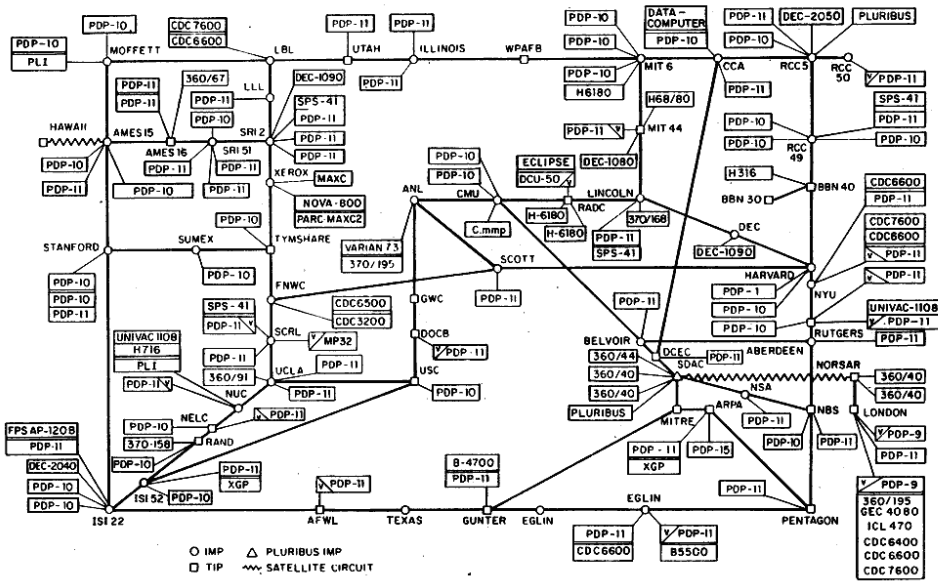 PDP-10
PDP-10
PLI
MOFFETT
CDC7600
CDC6600
LBL
PDP-11
UTAH
PDP-11
ILLINOIS
PDP-11
WPAFB
PDP-10
PDP-10
PDP-10
H6180
MIT 6
DATA-
COMPUTER
PDP-10
CCA
PDP-11
PDP-11
DEC-2050
PLURIBUS
PDP-10
RCC5
RCC
50
PDP-11
PDP-11
PDP-11
360/67
LLL
PDP-11
DEC-1090
SPS-41
PDP-11
PDP-11
PDP-11
HAWAII
AMES15
AMES16
PDP-10
SRI 51
SRI 2
PDP-10
PDP-11
PDP-10
PDP-11
PDP-11
XEROX
MAXC
NOVA-800
PARC-MAXC2
H68/80
PDP-11
MIT 44
DEC-1080
PDP-10
PDP-10
SPS-41
PDP-11
PDP-10
RCC
49
H316
BBN 40
BBN 30
ANL
PDP-10
PDP-10
CMU
C.mmp
ECLIPSE
DCU-50
RADC
H-6180
H-6180
LINCOLN
370/168
PDP-11
SPS-41
DEC
DEC-1090
CDC6600
PDP-11
CDC7600
CDC6600
PDP-11
STANFORD
PDP-10
PDP-10
PDP-11
SUMEX
PDP-10
PDP-10
TYMSHARE
VARIAN 73
370/195
SCOTT
PDP-11
HARVARD
PDP-1
PDP-10
PDP-10
NYU
FNWC
CDC6500
CDC3200
GWC
SPS-41
PDP-11
SCRL
MP32
PDP-11
DOCB
PDP-11
PDP-11
BELVOIR
DCEC
PDP-11
ABERDEEN
UNIVAC-1108
PDP-11
RUTGERS
PDP-11
UNIVAC 1108
H716
PLI
PDP-11
NUC
360/91
UCLA
PDP-11
PDP-11
USC
PDP-10
360/44
360/40
360/40
PLURIBUS
SDAC
NSA
PDP-11
NORSAR
360/40
360/40
NELC
PDP-10
PDP-11
370-158
RAND
PDP-10
MITRE
ARPA
PDP-11
XGP
PDP-15
NBS
PDP-10
PDP-11
LONDON
PDP-9
PDP-11
FPS AP-120B
PDP-11
DEC-2040
PDP-10
PDP-10
ISI 22
ISI 52
PDP-11
XGP
PDP-10
PDP-11
AFWL
TEXAS
B-4700
PDP-11
GUNTER
EGLIN
EGLIN
PDP-11
CDC6600
PDP-11
B5500
PDP-11
PENTAGON
PDP-9
360/195
GEC 4080
ICL 470
CDC6400
CDC6600
CDC7600
IMP
PLURIBUS IMP
TIP
SATELLITE CIRCUIT